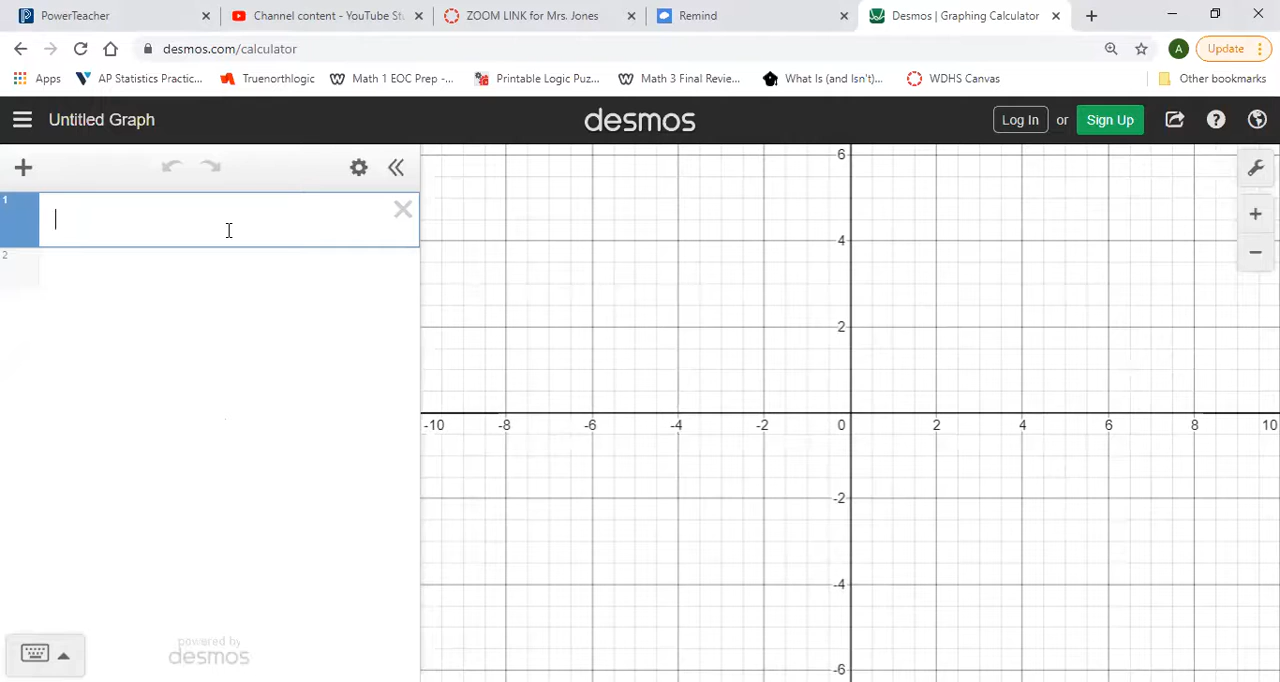 PowerTeacher
Channel content - YouTube St
ZOOM LINK for Mrs. Jones
Remind
Desmos | Graphing Calculator
desmos.com/calculator
Update
Apps
AP Statistics Practic...
Truenorthlogic
Math 1 EOC Prep -...
Printable Logic Puz...
Math 3 Final Revie...
What Is (and Isn't)...
WDHS Canvas
Other bookmarks
A
Untitled Graph
desmos
Log In or Sign Up
1
2
6
4
2
-10 -8 -6 -4 -2 0 2 4 6 8 10
-2
-4
-6
powered by
desmos